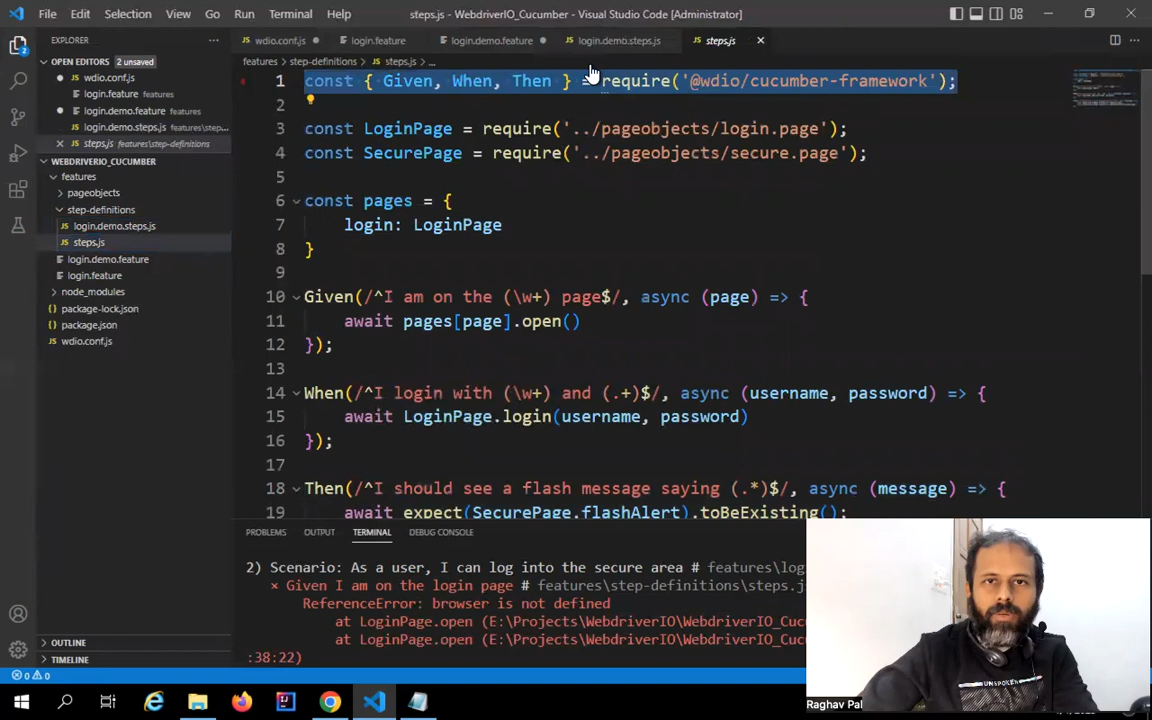 File Edit Selection View Go Run Terminal Help
steps.js - WebdriverIO_Cucumber - Visual Studio Code [Administrator]
EXPLORER
wdio.conf.js
login.feature
login.demo.feature
login.demo.steps.js
steps.js
features > step-definitions > steps.js > ...
OPEN EDITORS 2 unsaved
wdio.conf.js
login.feature features
login.demo.feature features
login.demo.steps.js features\step...
steps.js features\step-definitions
WEBDRIVERIO_CUCUMBER
features
pageobjects
step-definitions
login.demo.steps.js
steps.js
login.demo.feature
login.feature
node_modules
package-lock.json
package.json
wdio.conf.js
OUTLINE
TIMELINE
1 const { Given, When, Then } = require('@wdio/cucumber-framework');
2
3 const LoginPage = require('../pageobjects/login.page');
4 const SecurePage = require('../pageobjects/secure.page');
5
6 const pages = {
7 login: LoginPage
8 }
9
10 Given(/^I am on the (\w+) page$/, async (page) => {
11 await pages[page].open()
12 });
13
14 When(/^I login with (\w+) and (.+)$/, async (username, password) => {
15 await LoginPage.login(username, password)
16 });
17
18 Then(/^I should see a flash message saying (.*)$/, async (message) => {
19 await expect(SecurePage.flashAlert).toBeExisting();
PROBLEMS OUTPUT TERMINAL DEBUG CONSOLE
2) Scenario: As a user, I can log into the secure area # features\log
× Given I am on the login page # features\step-definitions\steps.j
ReferenceError: browser is not defined
at LoginPage.open (E:\Projects\WebdriverIO\WebdriverIO_Cuc
at LoginPage.open (E:\Projects\WebdriverIO\WebdriverIO_Cuc
:38:22)
0 0
UNSPOKEN
Raghav Pal